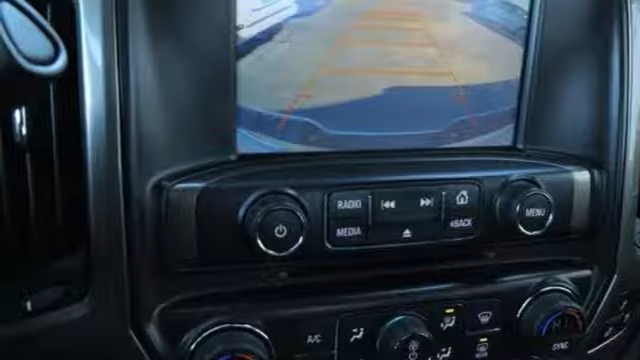 RADIO
MEDIA
◂BACK
MENU
A/C
SYNC